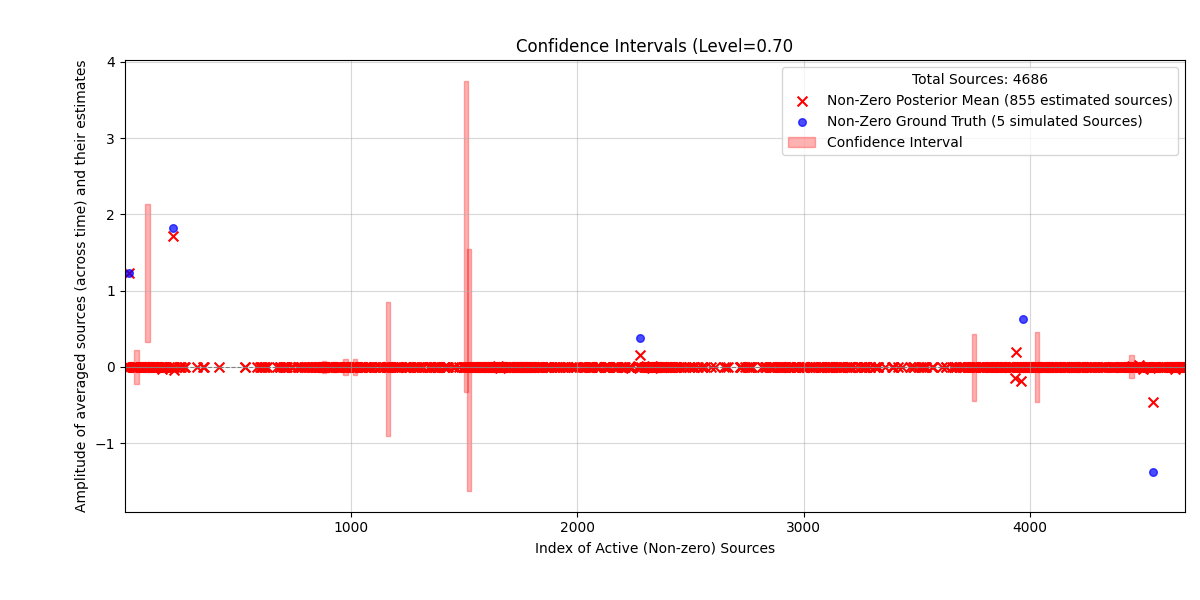 Confidence Intervals (Level=0.70
Amplitude of averaged sources (across time) and their estimates
4
3
2
1
0
−1
Total Sources: 4686
Non-Zero Posterior Mean (855 estimated sources)
Non-Zero Ground Truth (5 simulated Sources)
Confidence Interval
1000
2000
3000
4000
Index of Active (Non-zero) Sources